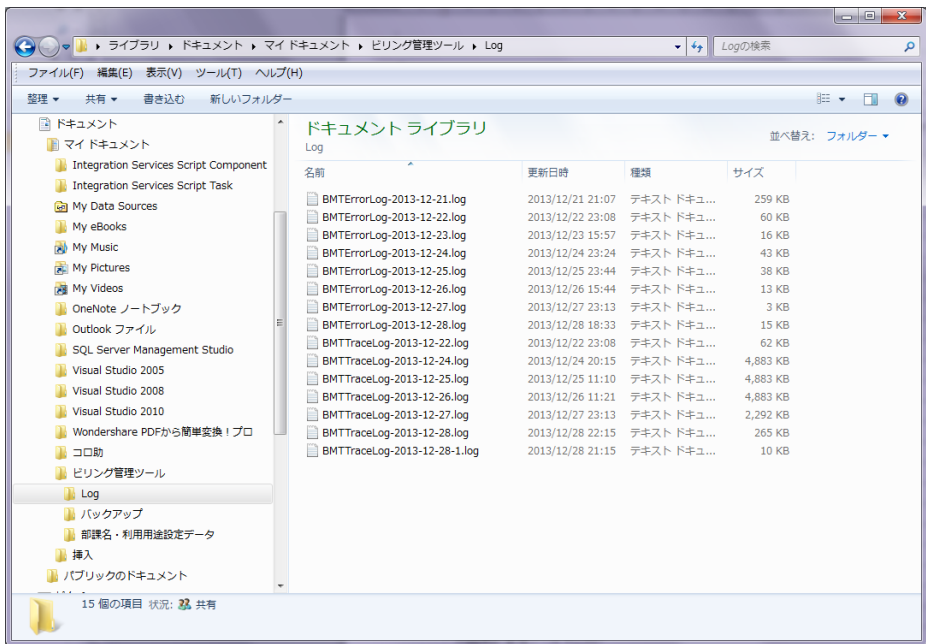 ライブラリ ▸ ドキュメント ▸ マイ ドキュメント ▸ ビリング管理ツール ▸ Log
Logの検索
ファイル(F) 編集(E) 表示(V) ツール(T) ヘルプ(H)
整理 共有 書き込む 新しいフォルダー
ドキュメント
マイ ドキュメント
Integration Services Script Component
Integration Services Script Task
My Data Sources
My eBooks
My Music
My Pictures
My Videos
OneNote ノートブック
Outlook ファイル
SQL Server Management Studio
Visual Studio 2005
Visual Studio 2008
Visual Studio 2010
Wondershare PDFから簡単変換！プロ
コロ助
ビリング管理ツール
Log
バックアップ
部課名・利用用途設定データ
挿入
パブリックのドキュメント
ドキュメント ライブラリ
Log
並べ替え: フォルダー
名前 更新日時 種類 サイズ
BMTErrorLog-2013-12-21.log 2013/12/21 21:07 テキスト ドキュ... 259 KB
BMTErrorLog-2013-12-22.log 2013/12/22 23:08 テキスト ドキュ... 60 KB
BMTErrorLog-2013-12-23.log 2013/12/23 15:57 テキスト ドキュ... 16 KB
BMTErrorLog-2013-12-24.log 2013/12/24 23:24 テキスト ドキュ... 43 KB
BMTErrorLog-2013-12-25.log 2013/12/25 23:44 テキスト ドキュ... 38 KB
BMTErrorLog-2013-12-26.log 2013/12/26 15:44 テキスト ドキュ... 13 KB
BMTErrorLog-2013-12-27.log 2013/12/27 23:13 テキスト ドキュ... 3 KB
BMTErrorLog-2013-12-28.log 2013/12/28 18:33 テキスト ドキュ... 15 KB
BMTTraceLog-2013-12-22.log 2013/12/22 23:08 テキスト ドキュ... 62 KB
BMTTraceLog-2013-12-24.log 2013/12/24 20:15 テキスト ドキュ... 4,883 KB
BMTTraceLog-2013-12-25.log 2013/12/25 11:10 テキスト ドキュ... 4,883 KB
BMTTraceLog-2013-12-26.log 2013/12/26 11:21 テキスト ドキュ... 4,883 KB
BMTTraceLog-2013-12-27.log 2013/12/27 23:13 テキスト ドキュ... 2,292 KB
BMTTraceLog-2013-12-28.log 2013/12/28 22:15 テキスト ドキュ... 265 KB
BMTTraceLog-2013-12-28-1.log 2013/12/28 21:15 テキスト ドキュ... 10 KB
15 個の項目 状況: 共有